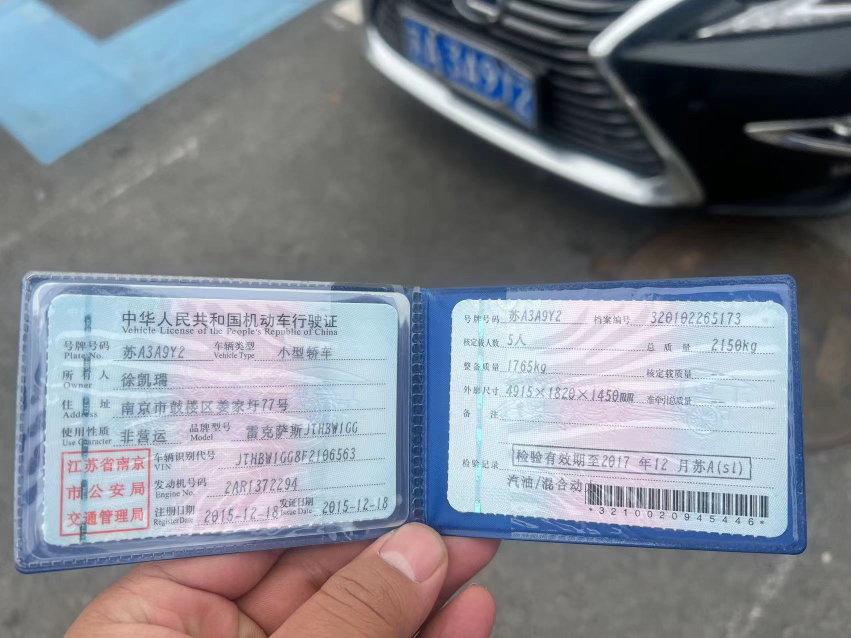 苏A3A9Y2
中华人民共和国机动车行驶证
Vehicle License of the People's Republic of China
号牌号码 Plate No. 苏A3A9Y2 车辆类型 Vehicle Type 小型轿车
所有人 Owner 徐凯瑞
住址 Address 南京市鼓楼区姜家圩77号
使用性质 Use Character 非营运 品牌型号 Model 雷克萨斯JTHBW1GG
江苏省南京
市公安局
交通管理局
车辆识别代号 VIN JTHBW1GG8F2106563
发动机号码 Engine No. 2AR1372294
注册日期 Register Date 2015-12-18 发证日期 Issue Date 2015-12-18
号牌号码 苏A3A9Y2 档案编号 320102265173
核定载人数 5人 总质量 2150kg
整备质量 1765kg 核定载质量 --
外廓尺寸 4915×1820×1450mm 准牵引总质量 --
备注
检验记录 检验有效期至2017年12月苏A(sl)
汽油/混合动
*3210020945446*